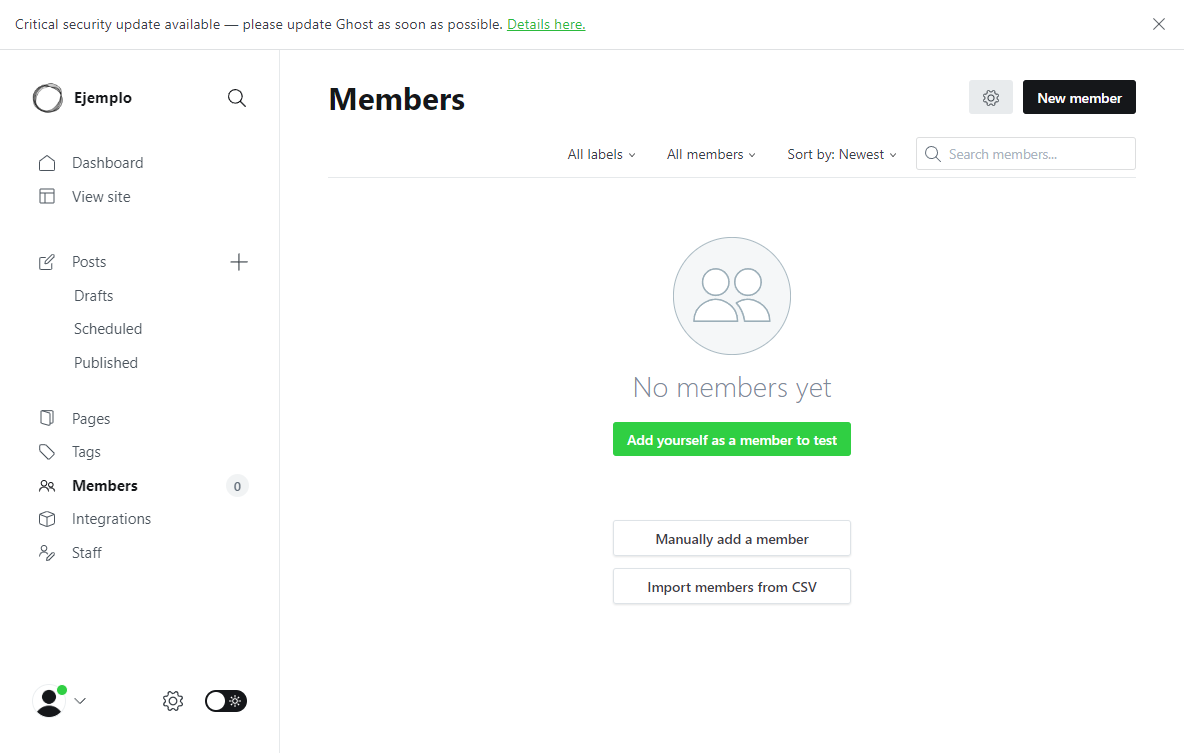 Critical security update available — please update Ghost as soon as possible. Details here.
Ejemplo
Dashboard
View site
Posts
Drafts
Scheduled
Published
Pages
Tags
Members 0
Integrations
Staff
Members
New member
All labels All members Sort by: Newest Search members...
No members yet
Add yourself as a member to test
Manually add a member
Import members from CSV